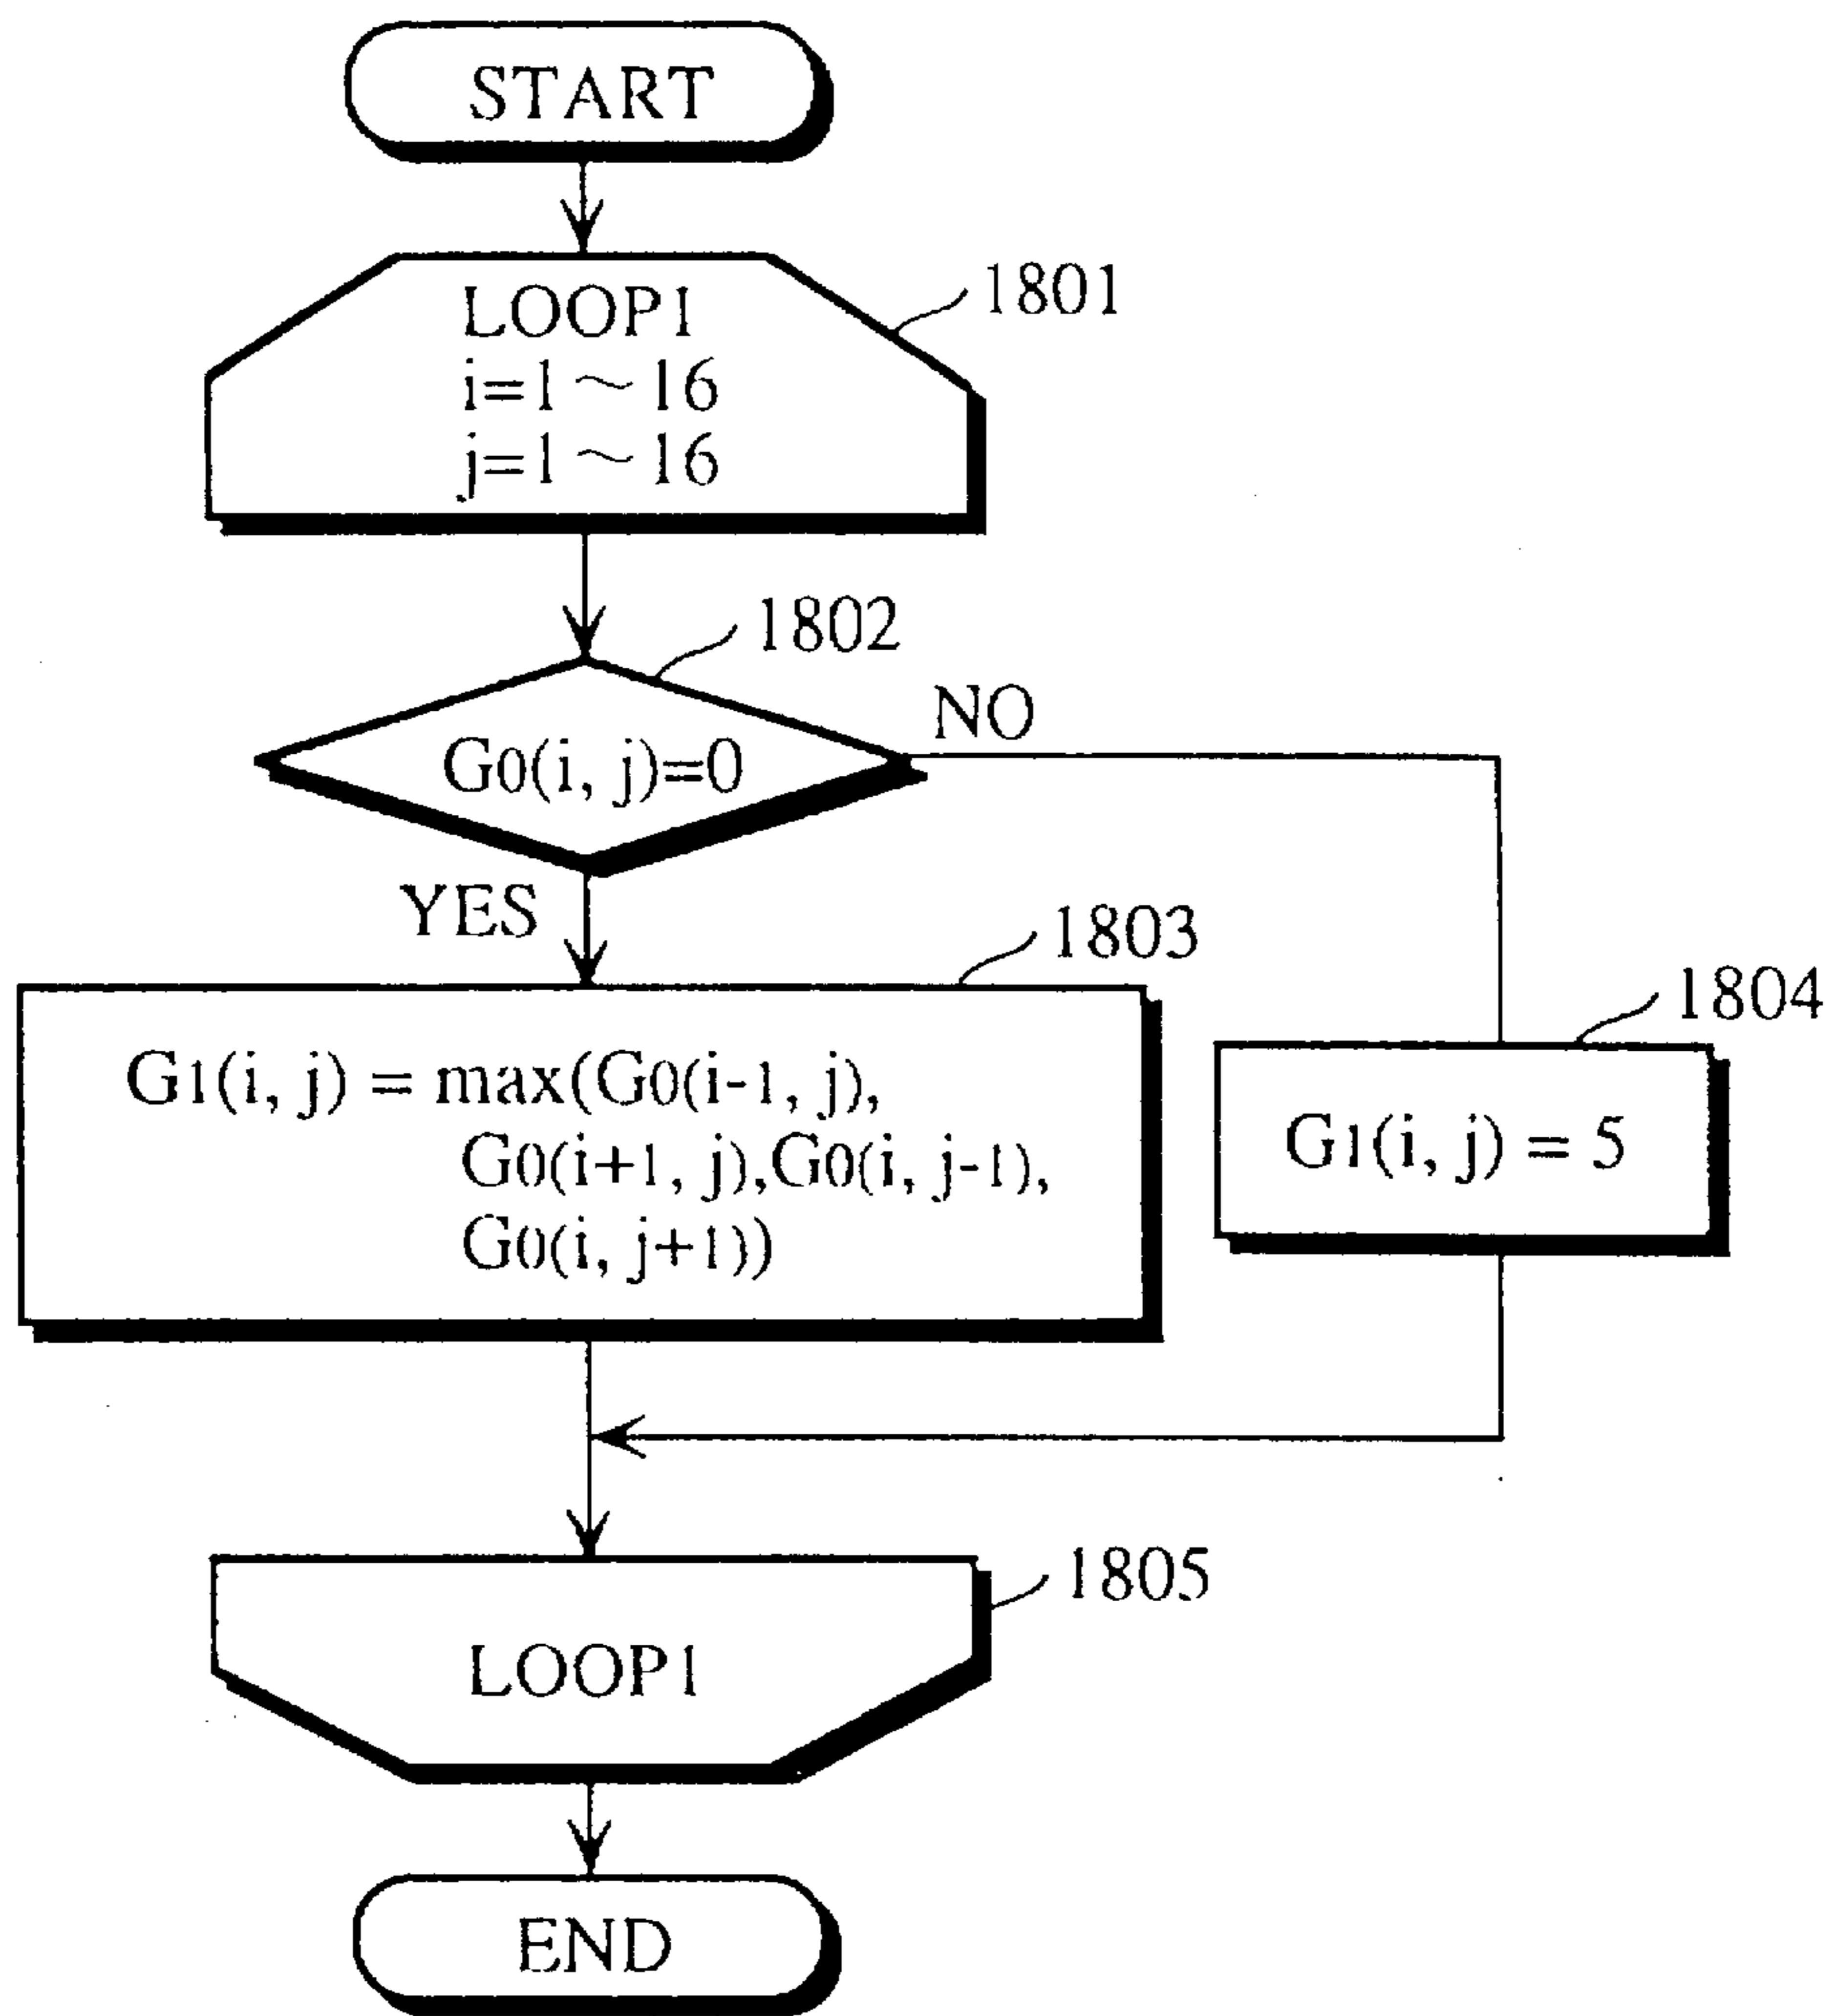 START
LOOP1
i=1～16
j=1～16
1801
1802
G0(i, j)=0
NO
YES
1803
G1(i, j) = max(G0(i-1, j),
G0(i+1, j),G0(i, j-1),
G0(i, j+1))
1804
G1(i, j) = 5
1805
LOOP1
END